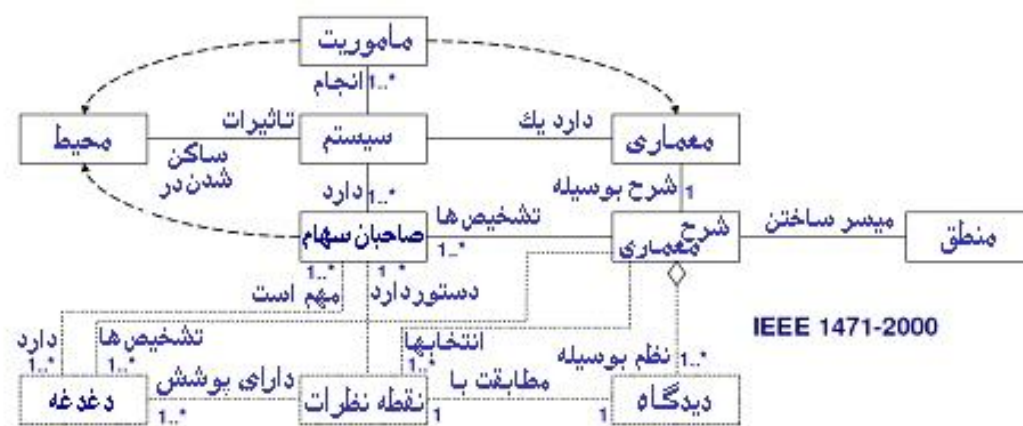 ماموریت
انجام 1..*
محیط
تاثیرات
ساکن
شدن در
سیستم
دارد یك
معماری
دارد 1..*
شرح بوسیله 1
صاحبان سهام
1..* 1 *
تشخیص ها
1..*
شرح
معماری
میسر ساختن
منطق
مهم است
دستور دارد
IEEE 1471-2000
دارد
1..*
تشخیص ها
1..*
انتخابها
1..*
نظم بوسیله 1..*
دغدغه
دارای پوشش
1..*
نقطه نظرات
مطابقت با
1 1
دیدگاه